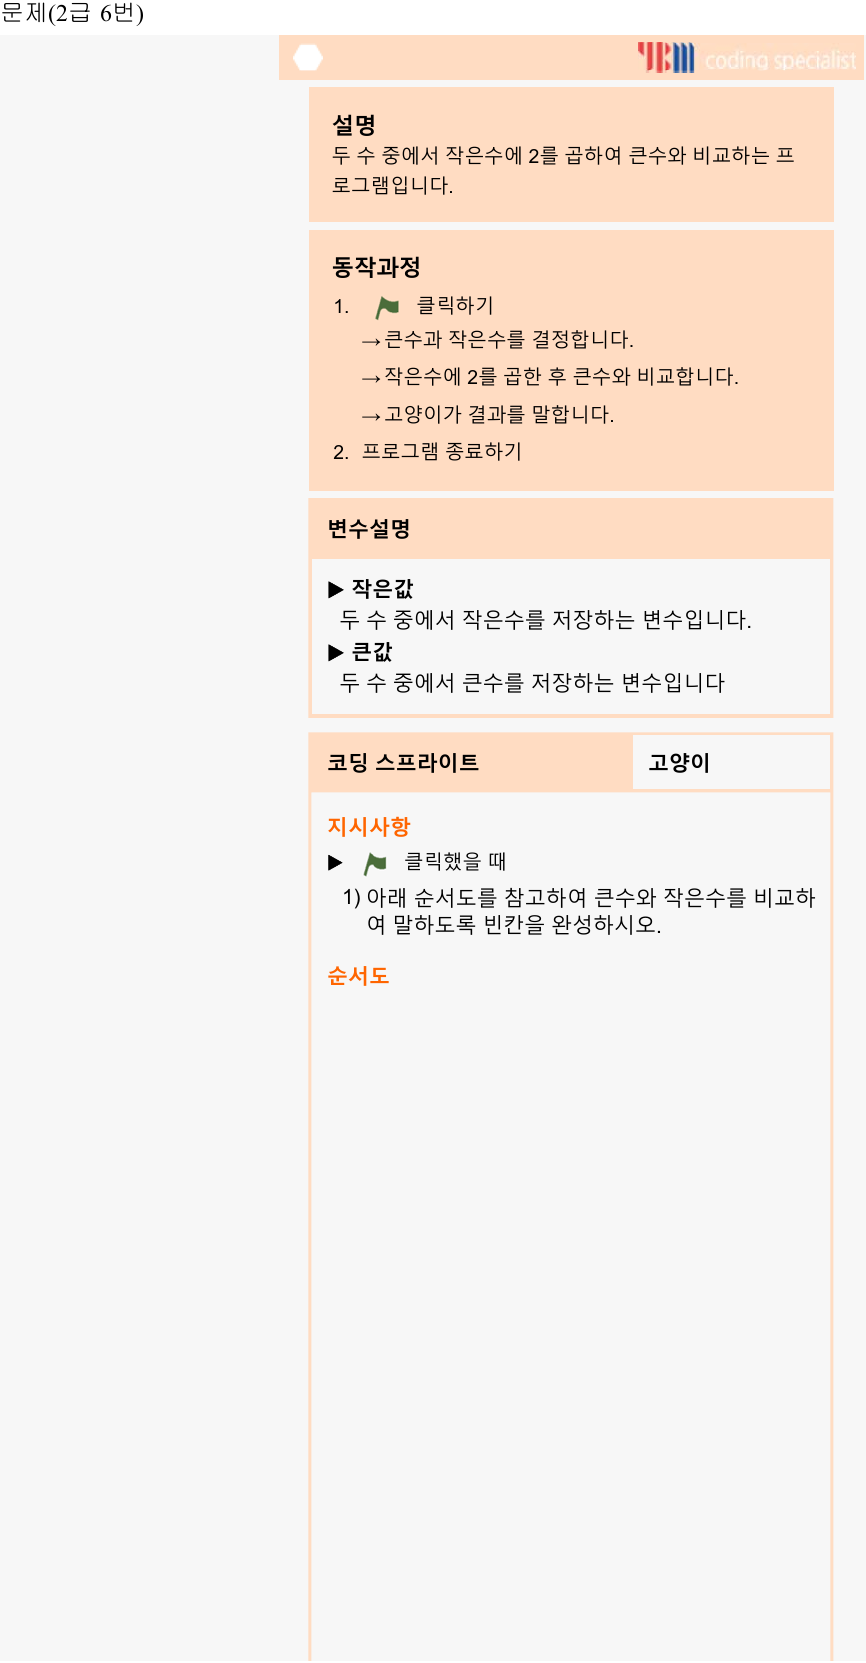 문제(2급 6번)
YBM coding specialist
설명
두 수 중에서 작은수에 2를 곱하여 큰수와 비교하는 프
로그램입니다.
동작과정
1. 클릭하기
→큰수과 작은수를 결정합니다.
→작은수에 2를 곱한 후 큰수와 비교합니다.
→고양이가 결과를 말합니다.
2. 프로그램 종료하기
변수설명
▶ 작은값
두 수 중에서 작은수를 저장하는 변수입니다.
▶ 큰값
두 수 중에서 큰수를 저장하는 변수입니다
코딩 스프라이트 고양이
지시사항
▶ 클릭했을 때
1) 아래 순서도를 참고하여 큰수와 작은수를 비교하
여 말하도록 빈칸을 완성하시오.
순서도